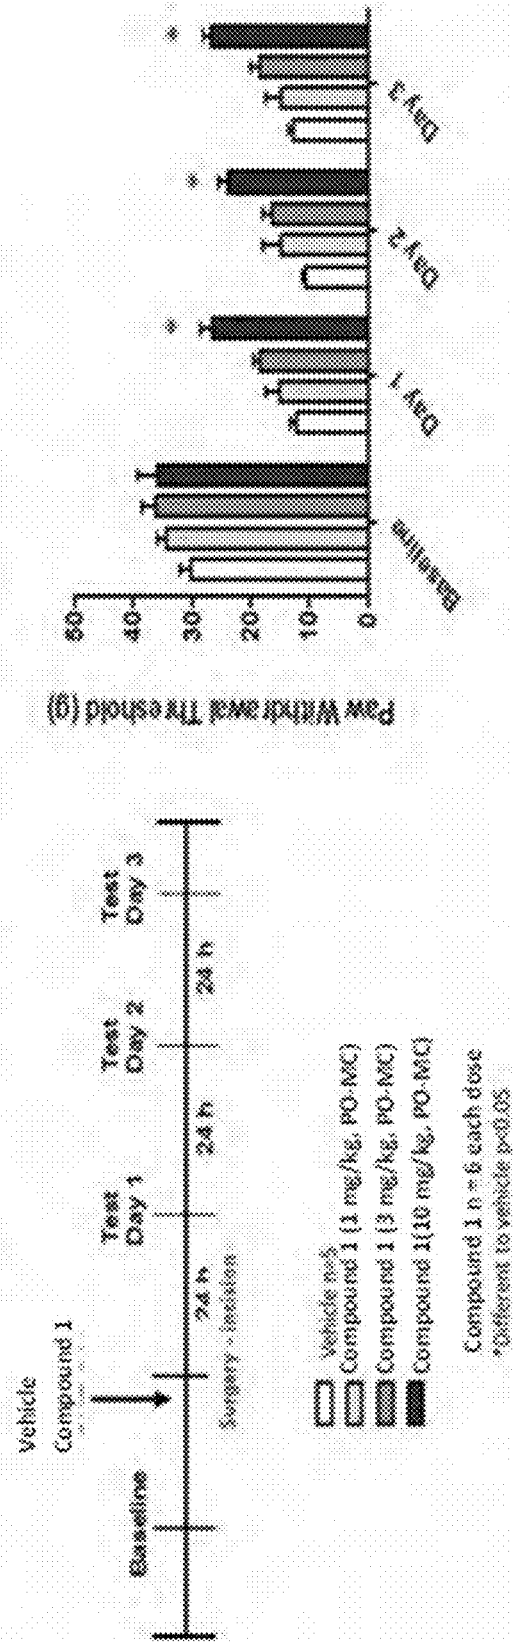 Vehicle
Compound 1
Baseline
Test
Day 1
Test
Day 2
Test
Day 3
24 h
24 h
24 h
Surgery - incision
Vehicle n=5
Compound 1 (1 mg/kg, PO-MC)
Compound 1 (3 mg/kg, PO-MC)
Compound 1(10 mg/kg, PO-MC)
Compound 1 n = 6 each dose
*Different to vehicle p<0.05
Paw Withdrawal Threshold (g)
50
40
30
20
10
0
* * *
Baseline
Day 1
Day 2
Day 3